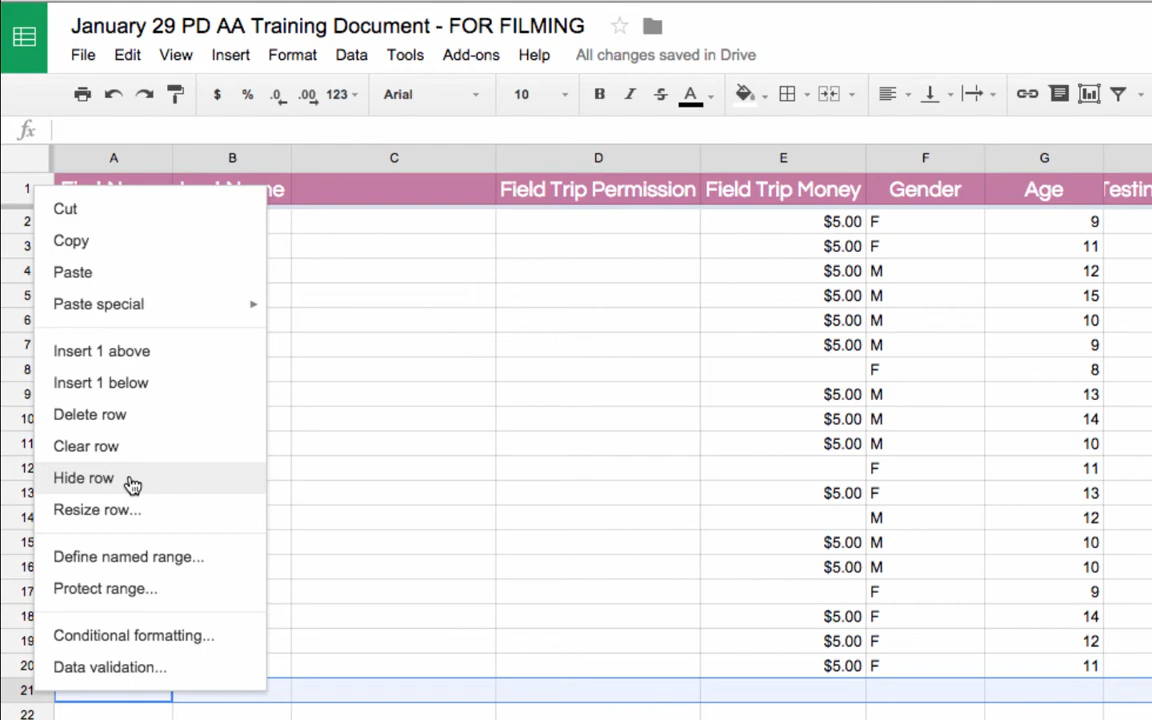 January 29 PD AA Training Document - FOR FILMING
File Edit View Insert Format Data Tools Add-ons Help All changes saved in Drive
$ % .0 .00 123 Arial 10 B I S A
fx
A B C D E F G
1 Field Trip Permission Field Trip Money Gender Age
2 $5.00 F 9
3 $5.00 F 11
4 $5.00 M 12
5 $5.00 M 15
6 $5.00 M 10
7 $5.00 M 9
8 F 8
9 $5.00 M 13
10 $5.00 M 14
11 $5.00 M 10
12 F 11
13 $5.00 F 13
14 M 12
15 $5.00 M 10
16 $5.00 M 10
17 F 9
18 $5.00 F 14
19 $5.00 F 12
20 $5.00 F 11
21
22
Cut
Copy
Paste
Paste special
Insert 1 above
Insert 1 below
Delete row
Clear row
Hide row
Resize row...
Define named range...
Protect range...
Conditional formatting...
Data validation...